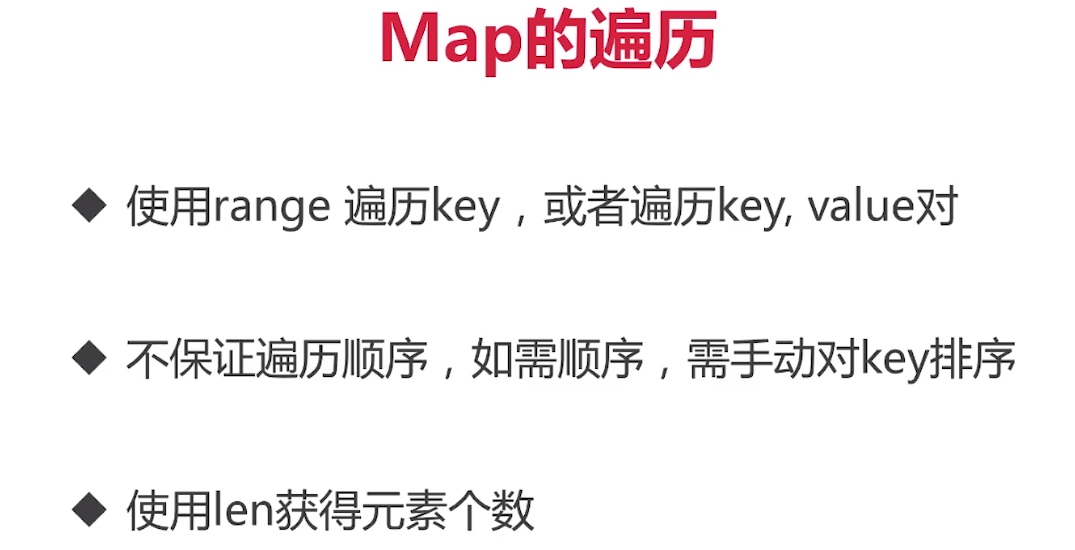 Map的遍历
◆ 使用range 遍历key，或者遍历key, value对
◆ 不保证遍历顺序，如需顺序，需手动对key排序
◆ 使用len获得元素个数